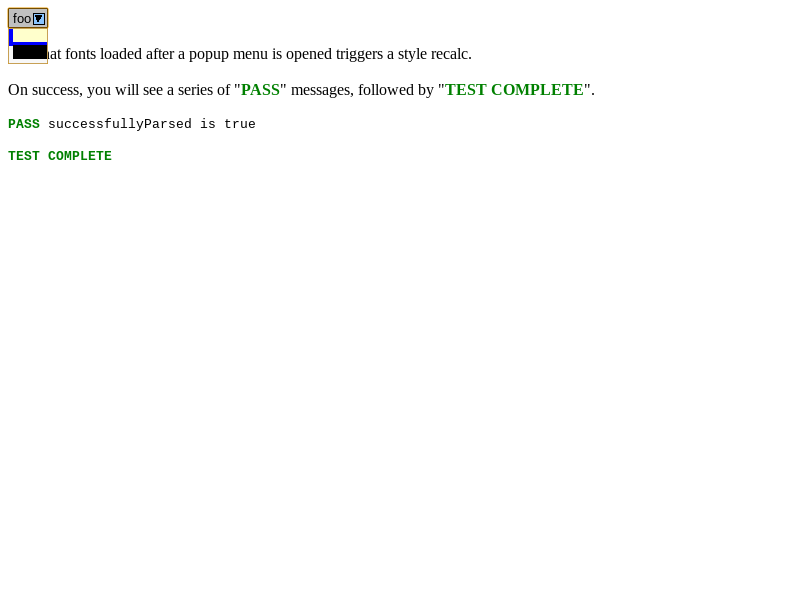 foo
at fonts loaded after a popup menu is opened triggers a style recalc.
On success, you will see a series of "PASS" messages, followed by "TEST COMPLETE".
PASS successfullyParsed is true
TEST COMPLETE